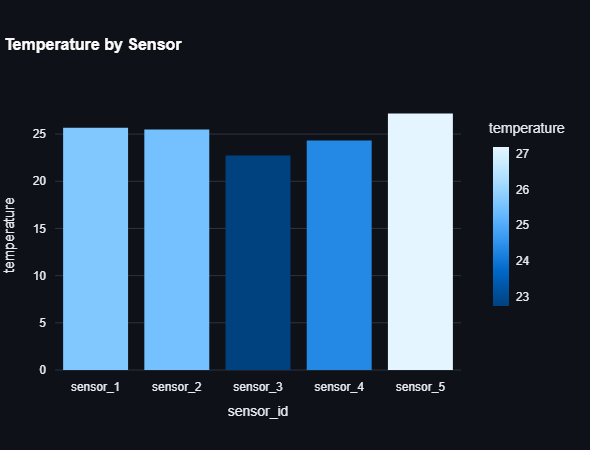 Temperature by Sensor
temperature
25
20
15
10
5
0
sensor_1
sensor_2
sensor_3
sensor_4
sensor_5
sensor_id
temperature
27
26
25
24
23